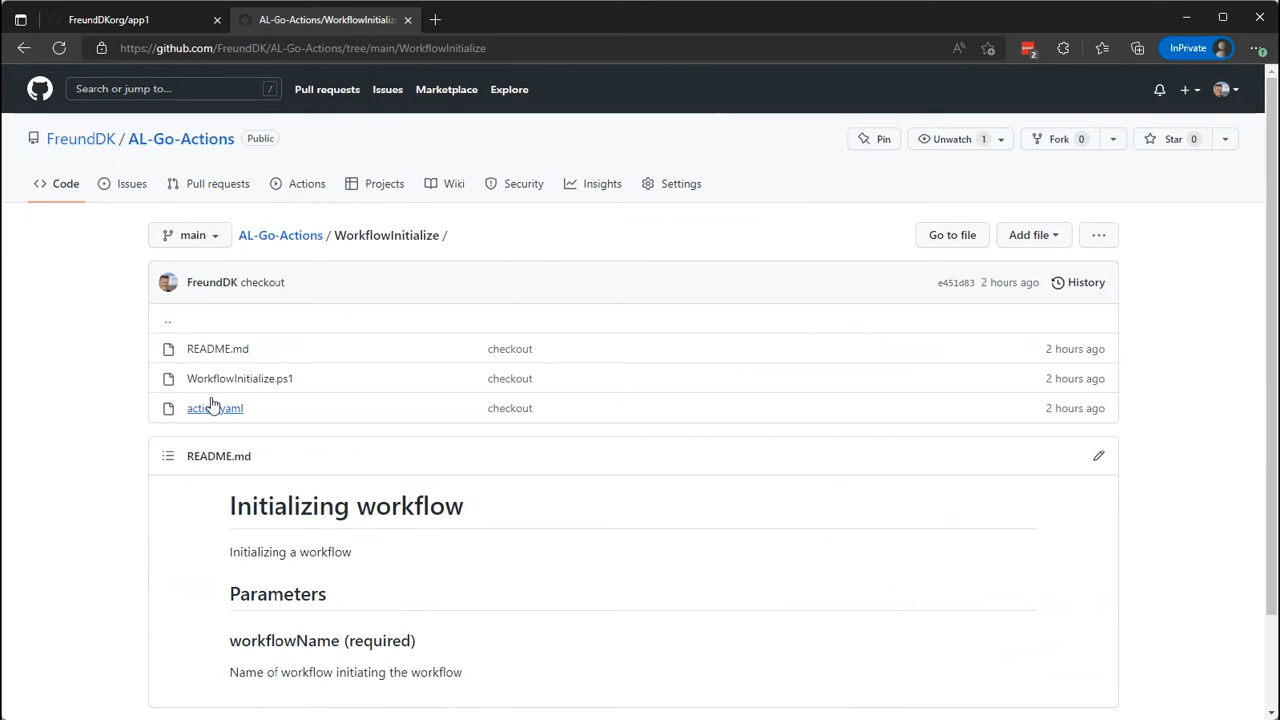 FreundDKorg/app1
AL-Go-Actions/WorkflowInitialize
https://github.com/FreundDK/AL-Go-Actions/tree/main/WorkflowInitialize
2
InPrivate
Search or jump to...
/
Pull requests
Issues
Marketplace
Explore
FreundDK / AL-Go-Actions
Public
Pin
Unwatch 1
Fork 0
Star 0
Code
Issues
Pull requests
Actions
Projects
Wiki
Security
Insights
Settings
main
AL-Go-Actions / WorkflowInitialize /
Go to file
Add file
FreundDK checkout
e451d83 2 hours ago
History
..
README.md checkout 2 hours ago
WorkflowInitialize.ps1 checkout 2 hours ago
action.yaml checkout 2 hours ago
README.md
Initializing workflow
Initializing a workflow
Parameters
workflowName (required)
Name of workflow initiating the workflow